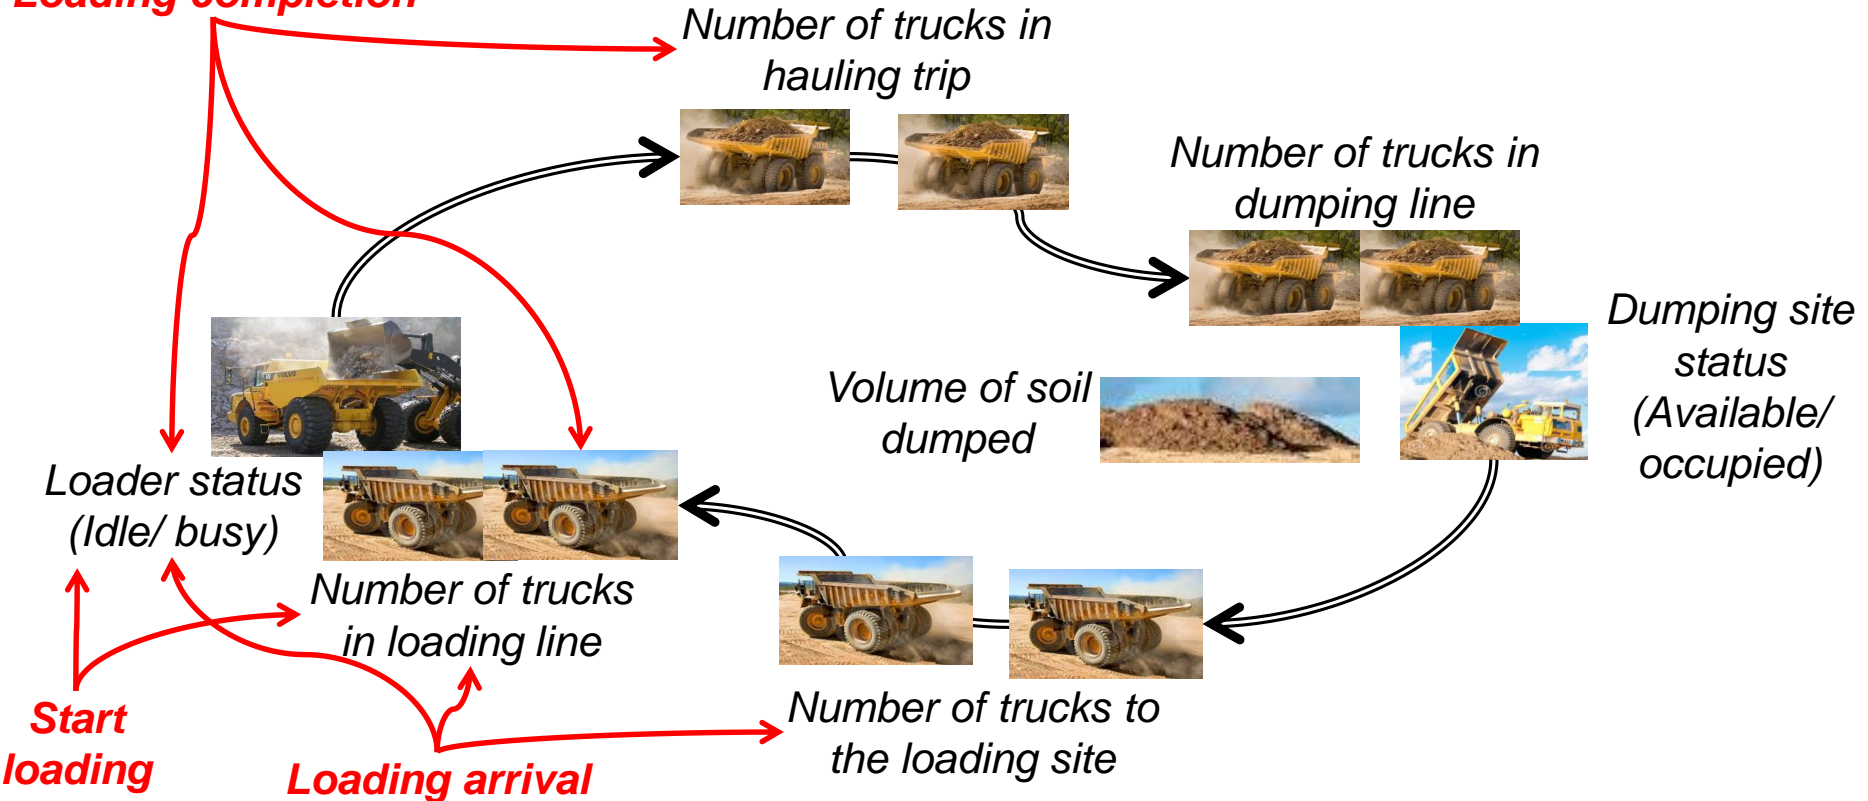 Loading completion
Number of trucks in
hauling trip
Number of trucks in
dumping line
Dumping site
status
(Available/
occupied)
Volume of soil
dumped
Loader status
(Idle/ busy)
Number of trucks
in loading line
Start
loading
Loading arrival
Number of trucks to
the loading site